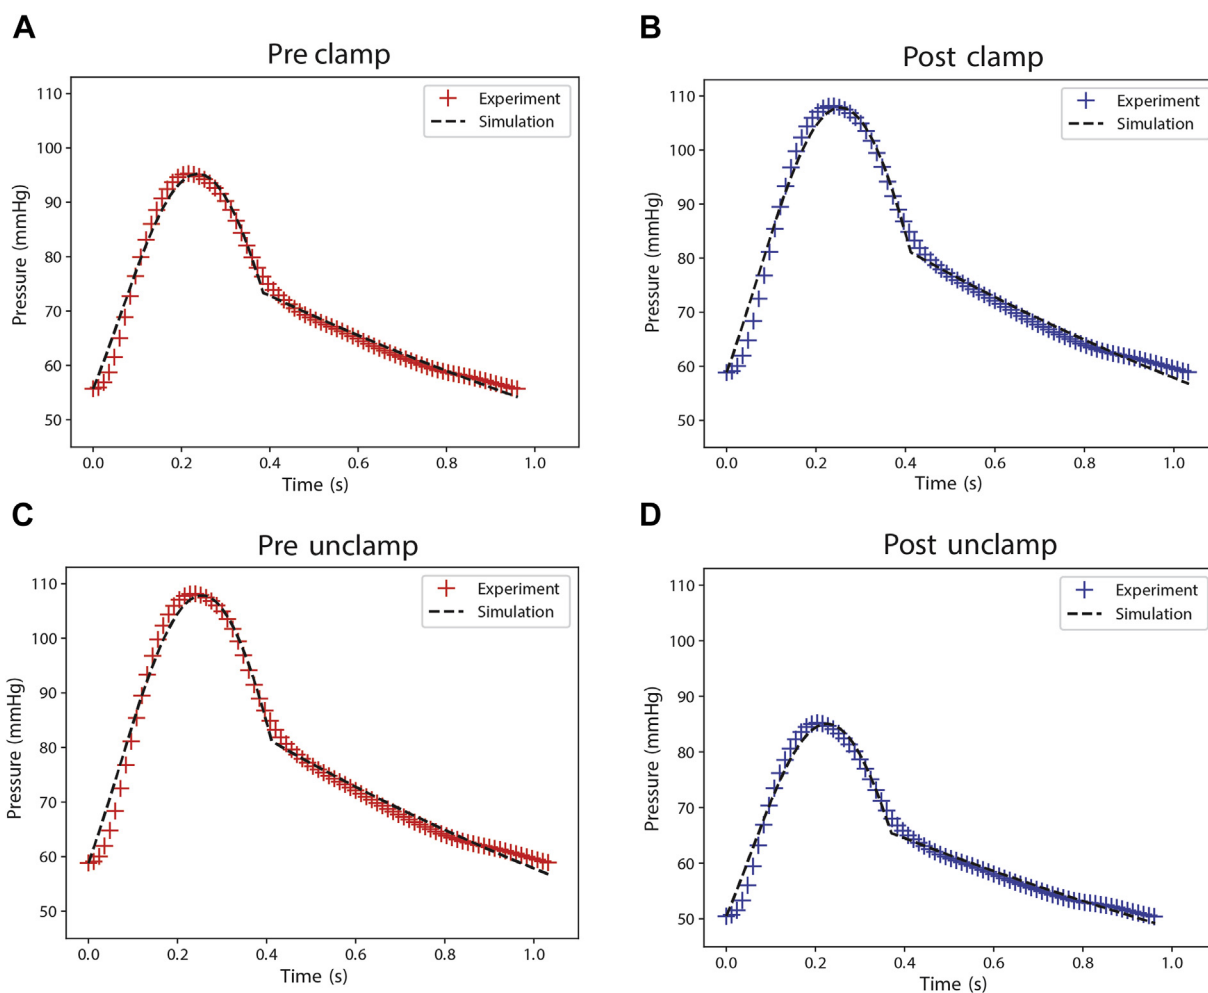 A
Pre clamp
Experiment
Simulation
Pressure (mmHg)
110
100
90
80
70
60
50
0.0 0.2 0.4 0.6 0.8 1.0
Time (s)
B
Post clamp
Experiment
Simulation
Pressure (mmHg)
110
100
90
80
70
60
50
0.0 0.2 0.4 0.6 0.8 1.0
Time (s)
C
Pre unclamp
Experiment
Simulation
Pressure (mmHg)
110
100
90
80
70
60
50
0.0 0.2 0.4 0.6 0.8 1.0
Time (s)
D
Post unclamp
Experiment
Simulation
Pressure (mmHg)
110
100
90
80
70
60
50
0.0 0.2 0.4 0.6 0.8 1.0
Time (s)